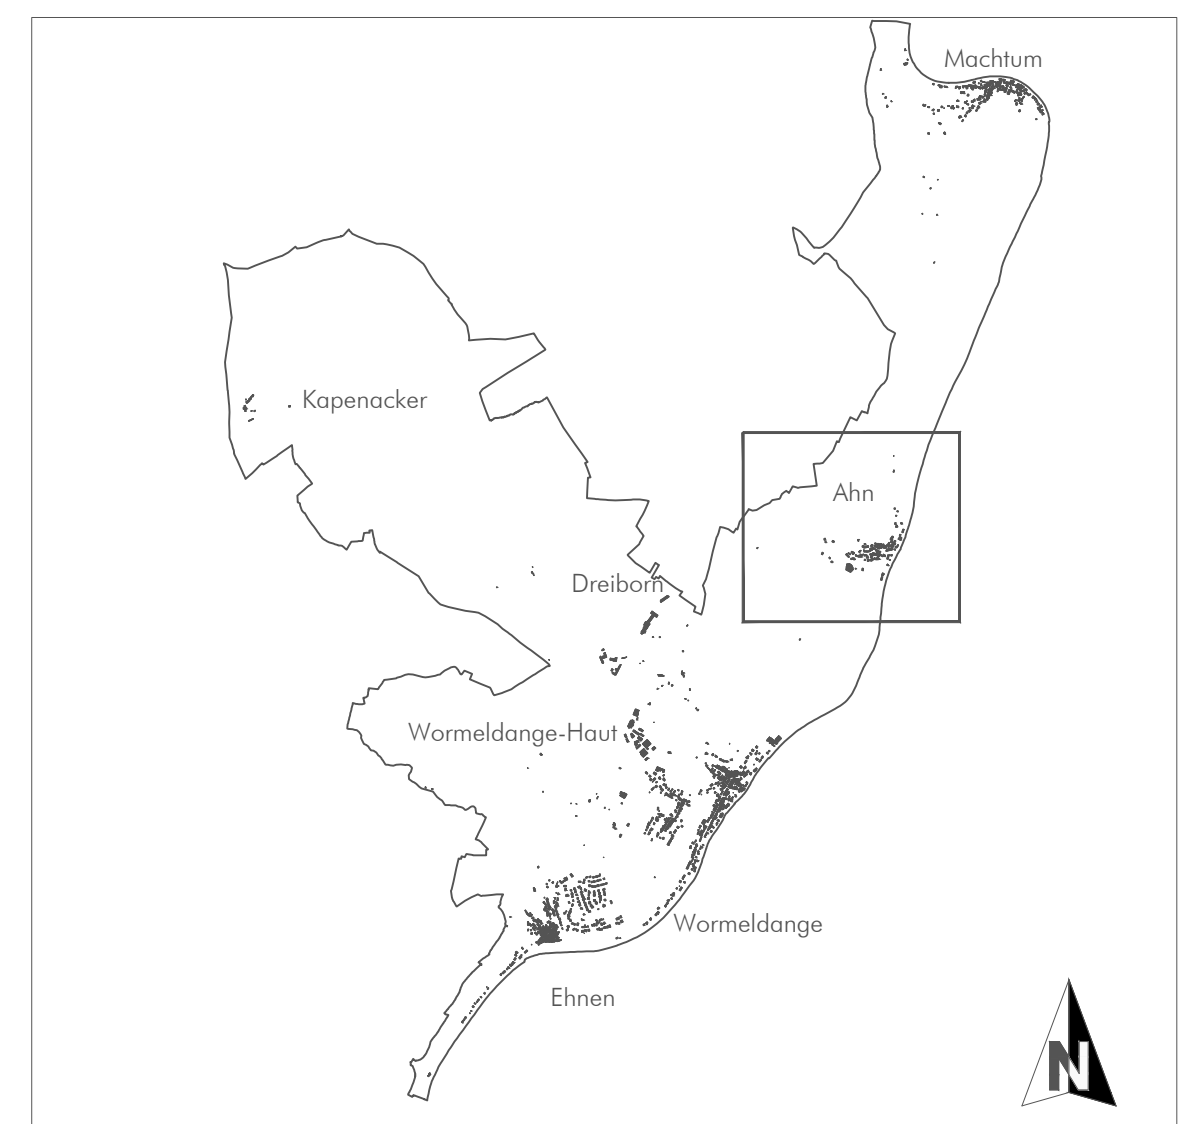 Machtum
Kapenacker
Ahn
Dreiborn
Wormeldange-Haut
Wormeldange
Ehnen
N